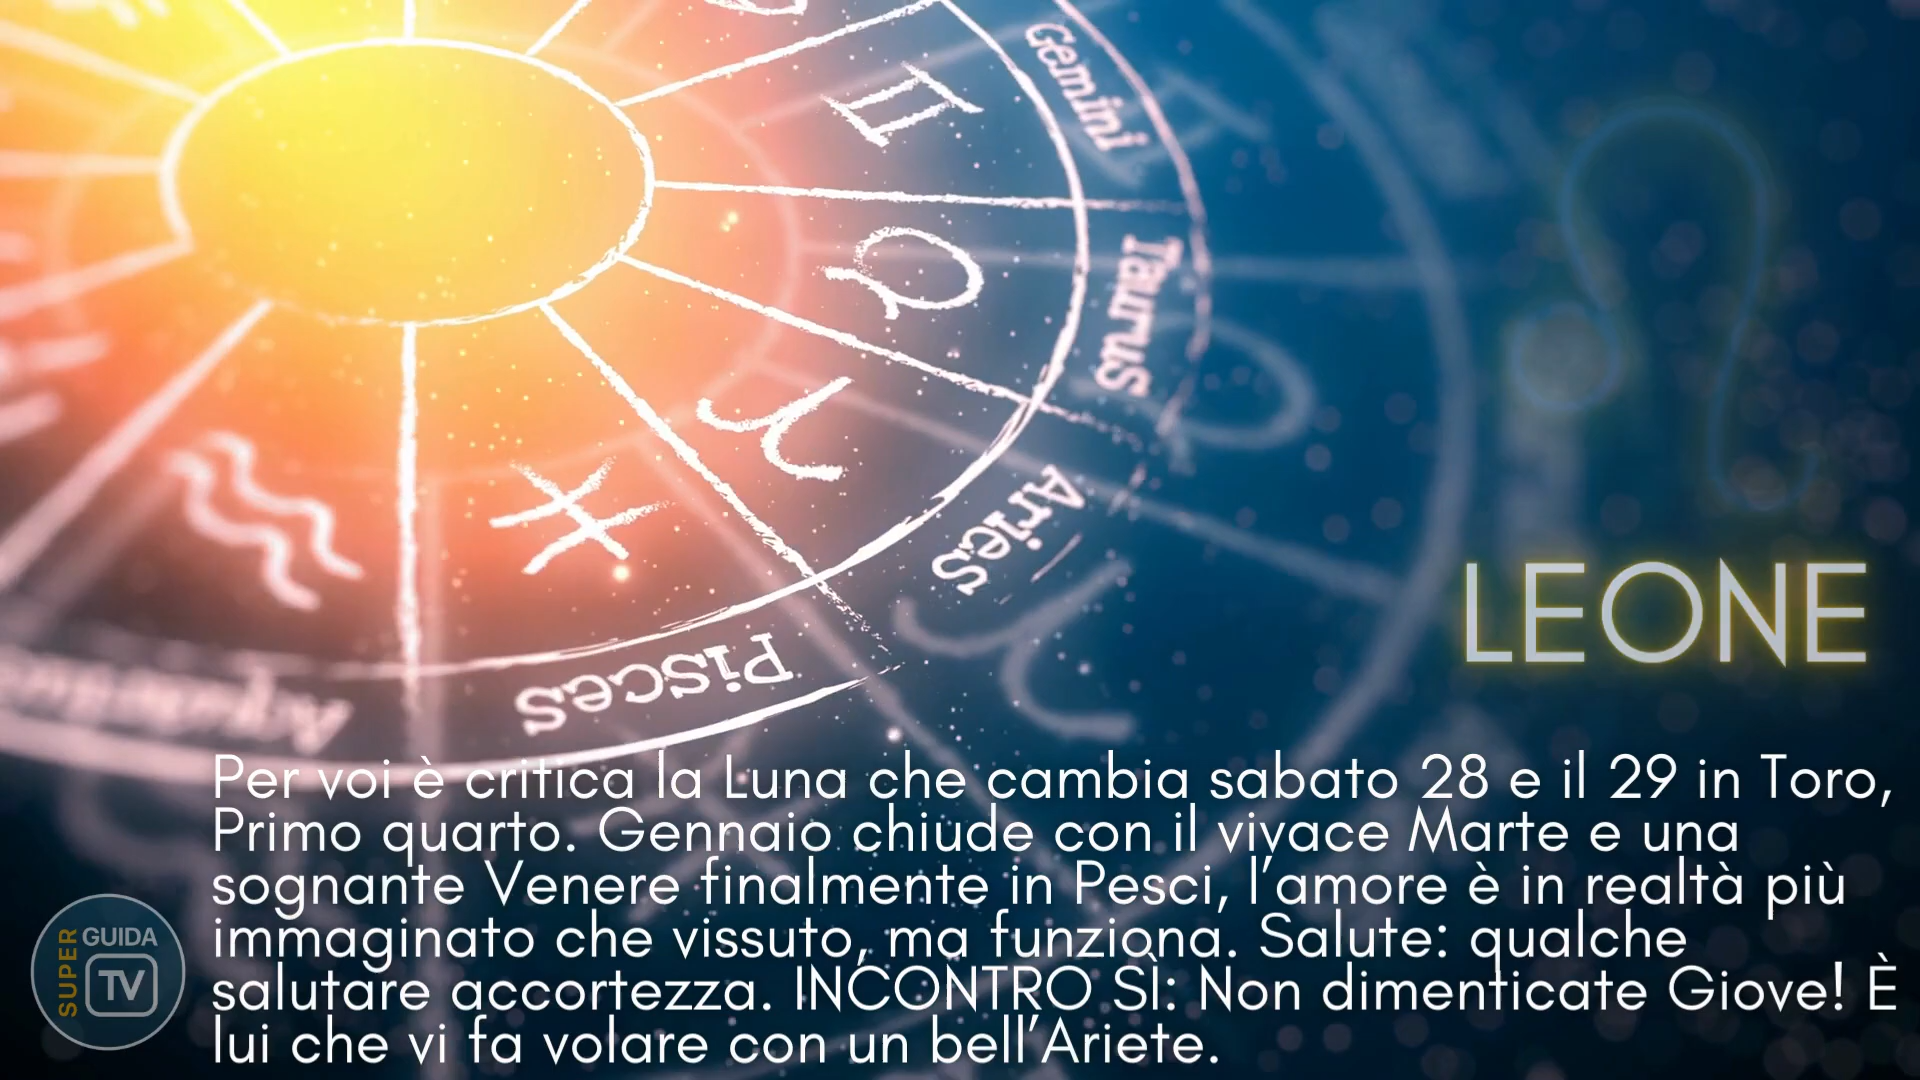 Gemini
Taurus
Aries
Pisces
Aquarius
LEONE
Per voi è critica la Luna che cambia sabato 28 e il 29 in Toro,
Primo quarto. Gennaio chiude con il vivace Marte e una
sognante Venere finalmente in Pesci, l'amore è in realtà più
immaginato che vissuto, ma funziona. Salute: qualche
salutare accortezza. INCONTRO SÌ: Non dimenticate Giove! È
lui che vi fa volare con un bell'Ariete.
SUPER
GUIDA
TV